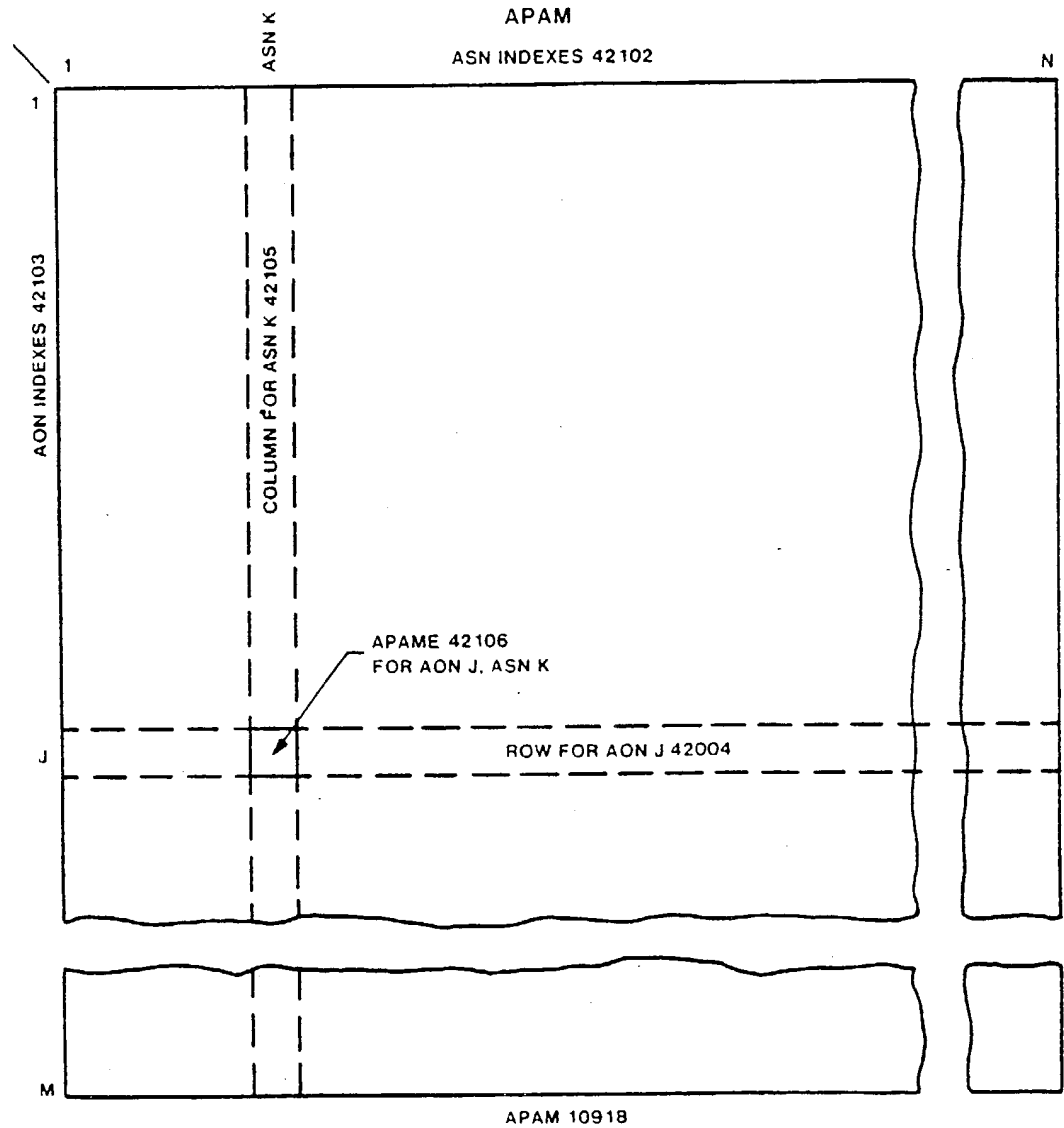 APAM
ASN K
ASN INDEXES 42102
1
N
1
AON INDEXES 42103
COLUMN FOR ASN K 42105
APAME 42106
FOR AON J, ASN K
J
ROW FOR AON J 42004
M
APAM 10918